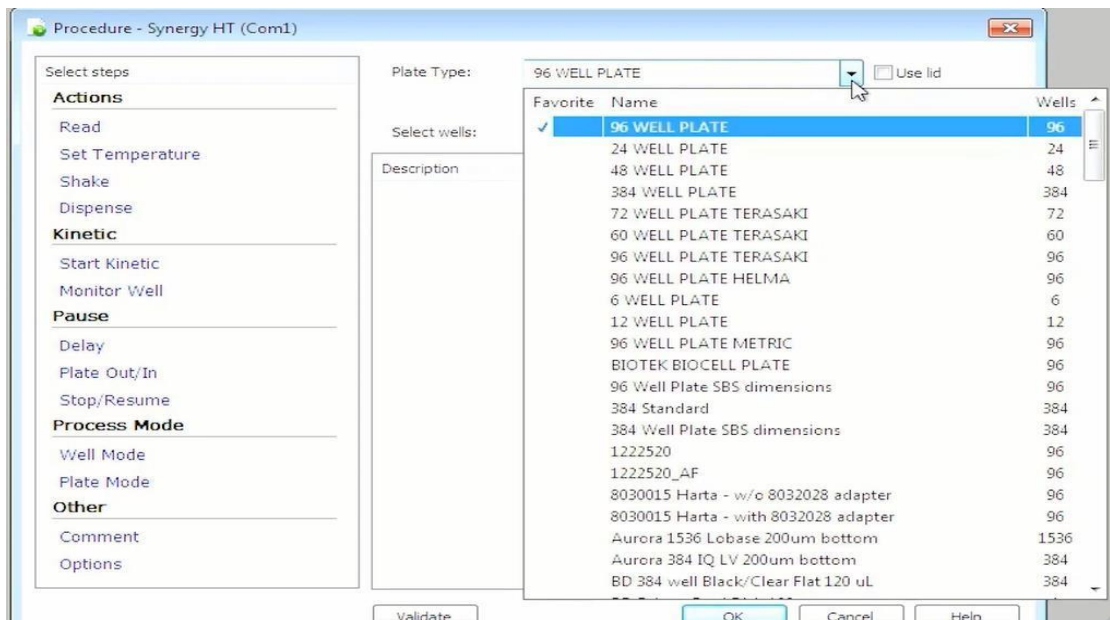 Procedure - Synergy HT (Com1)
Select steps
Actions
Read
Set Temperature
Shake
Dispense
Kinetic
Start Kinetic
Monitor Well
Pause
Delay
Plate Out/In
Stop/Resume
Process Mode
Well Mode
Plate Mode
Other
Comment
Options
Plate Type: 96 WELL PLATE Use lid
Select wells:
Description
Favorite Name Wells
96 WELL PLATE 96
24 WELL PLATE 24
48 WELL PLATE 48
384 WELL PLATE 384
72 WELL PLATE TERASAKI 72
60 WELL PLATE TERASAKI 60
96 WELL PLATE TERASAKI 96
96 WELL PLATE HELMA 96
6 WELL PLATE 6
12 WELL PLATE 12
96 WELL PLATE METRIC 96
BIOTEK BIOCELL PLATE 96
96 Well Plate SBS dimensions 96
384 Standard 384
384 Well Plate SBS dimensions 384
1222520 96
1222520_AF 96
8030015 Harta - w/o 8032028 adapter 96
8030015 Harta - with 8032028 adapter 96
Aurora 1536 Lobase 200um bottom 1536
Aurora 384 IQ LV 200um bottom 384
BD 384 well Black/Clear Flat 120 uL 384
Validate OK Cancel Help